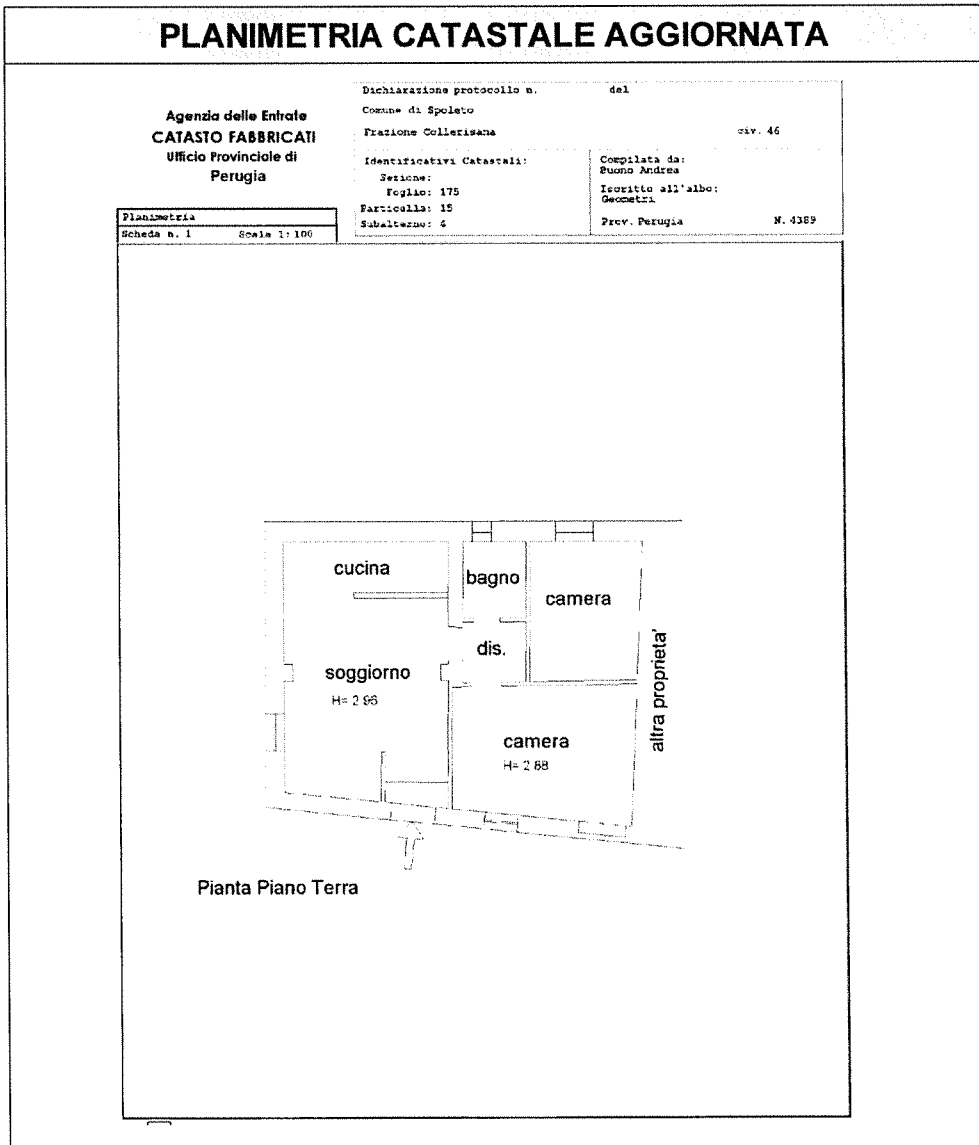 PLANIMETRIA CATASTALE AGGIORNATA
Agenzia delle Entrate
CATASTO FABBRICATI
Ufficio Provinciale di
Perugia
Dichiarazione protocollo n. del
Comune di Spoleto
Frazione Collerisana civ. 46
Identificativi Catastali:
Sezione:
Foglio: 175
Particella: 15
Subalterno: 4
Compilata da:
Buono Andrea
Iscritto all'albo:
Geometri
Prov. Perugia N. 4389
Planimetria
Scheda n. 1 Scala 1:100
cucina
bagno
camera
dis.
soggiorno
H= 2.96
camera
H= 2.88
altra proprieta'
Pianta Piano Terra